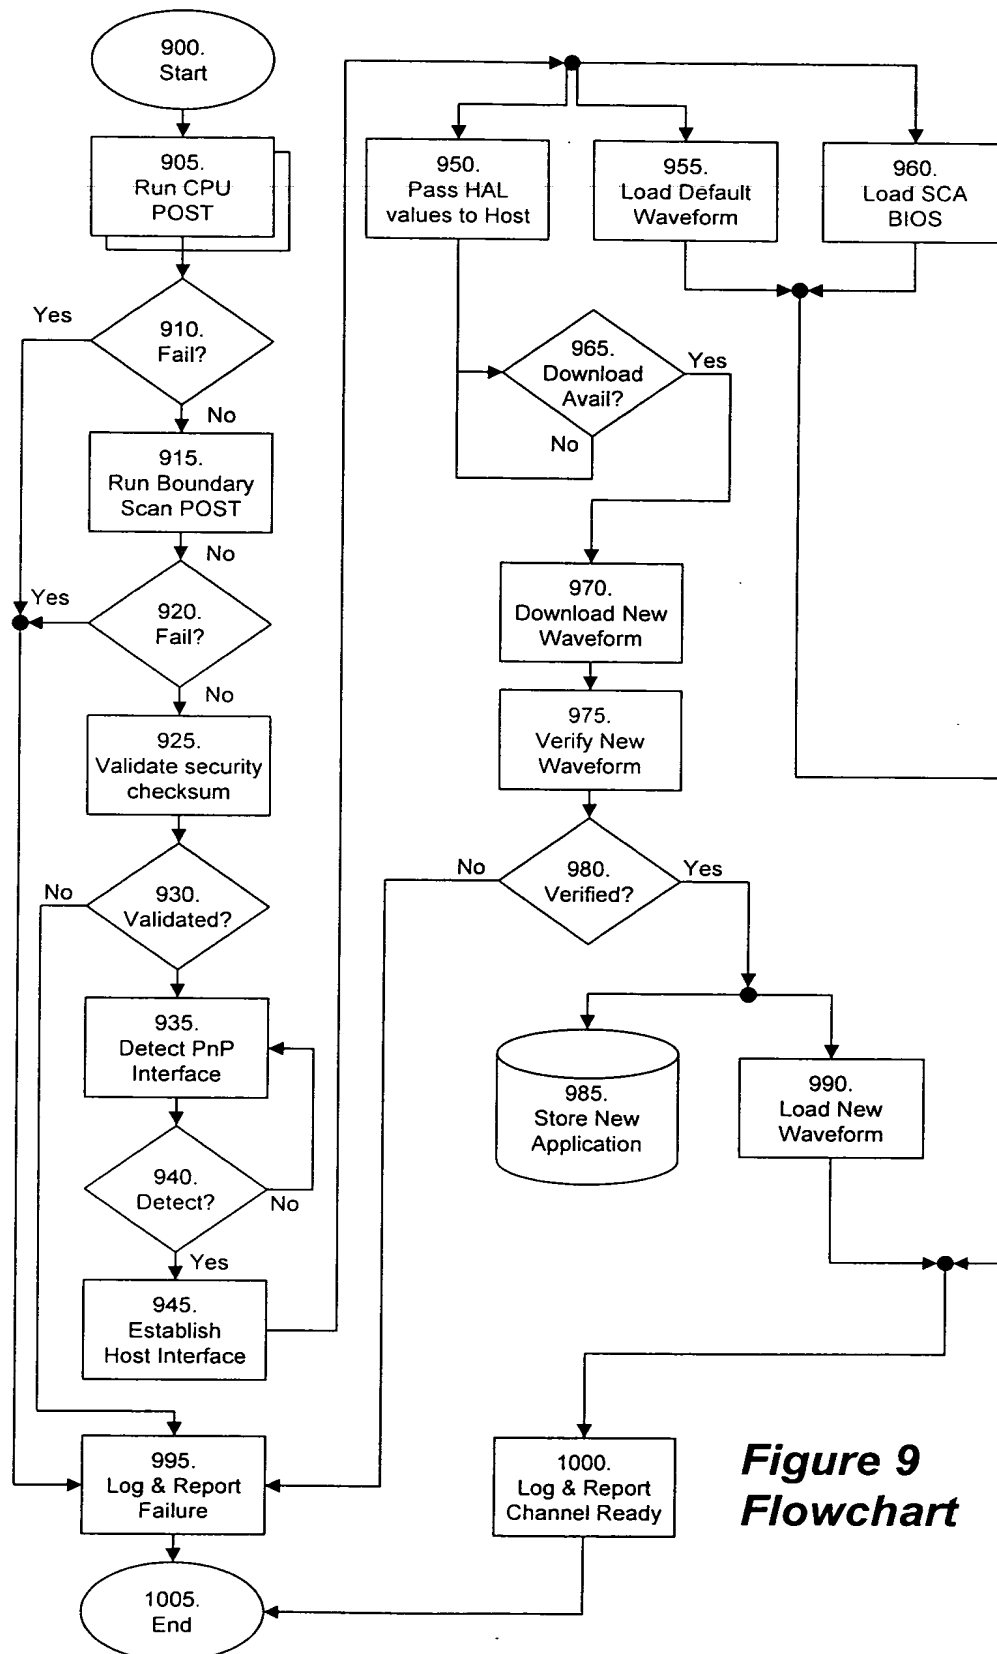 900.
Start
905.
Run CPU
POST
Yes
910.
Fail?
No
915.
Run Boundary
Scan POST
No
Yes
920.
Fail?
No
925.
Validate security
checksum
No
930.
Validated?
935.
Detect PnP
Interface
940.
Detect?
No
Yes
945.
Establish
Host Interface
995.
Log & Report
Failure
1005.
End
950.
Pass HAL
values to Host
955.
Load Default
Waveform
960.
Load SCA
BIOS
965.
Download
Avail?
Yes
No
970.
Download New
Waveform
975.
Verify New
Waveform
No
980.
Verified?
Yes
985.
Store New
Application
990.
Load New
Waveform
1000.
Log & Report
Channel Ready
Figure 9
Flowchart